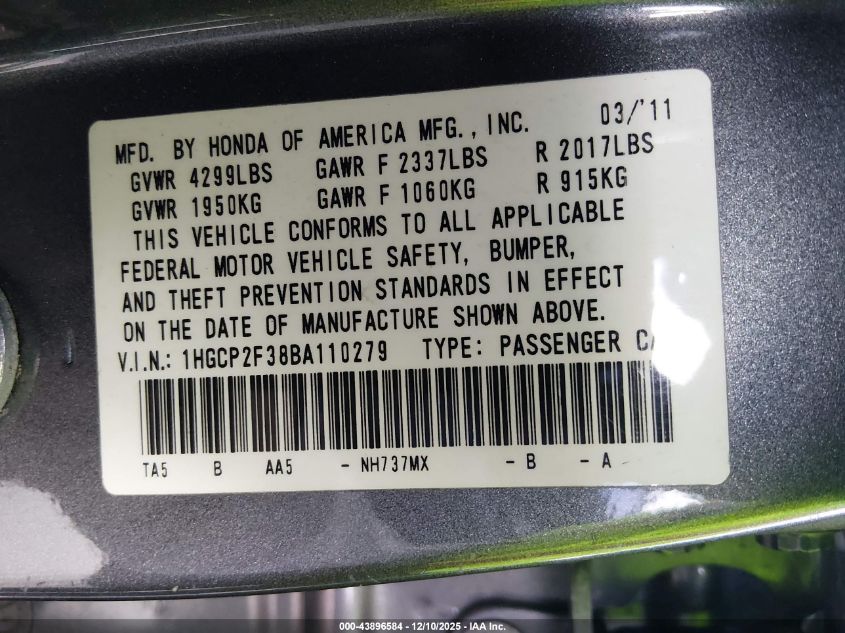 MFD. BY HONDA OF AMERICA MFG., INC. 03/'11
GVWR 4299LBS GAWR F 2337LBS R 2017LBS
GVWR 1950KG GAWR F 1060KG R 915KG
THIS VEHICLE CONFORMS TO ALL APPLICABLE
FEDERAL MOTOR VEHICLE SAFETY, BUMPER,
AND THEFT PREVENTION STANDARDS IN EFFECT
ON THE DATE OF MANUFACTURE SHOWN ABOVE.
V.I.N.: 1HGCP2F38BA110279 TYPE: PASSENGER
TA5 B AA5 - NH737MX - B - A
000-43896584 - 12/10/2025 - IAA Inc.